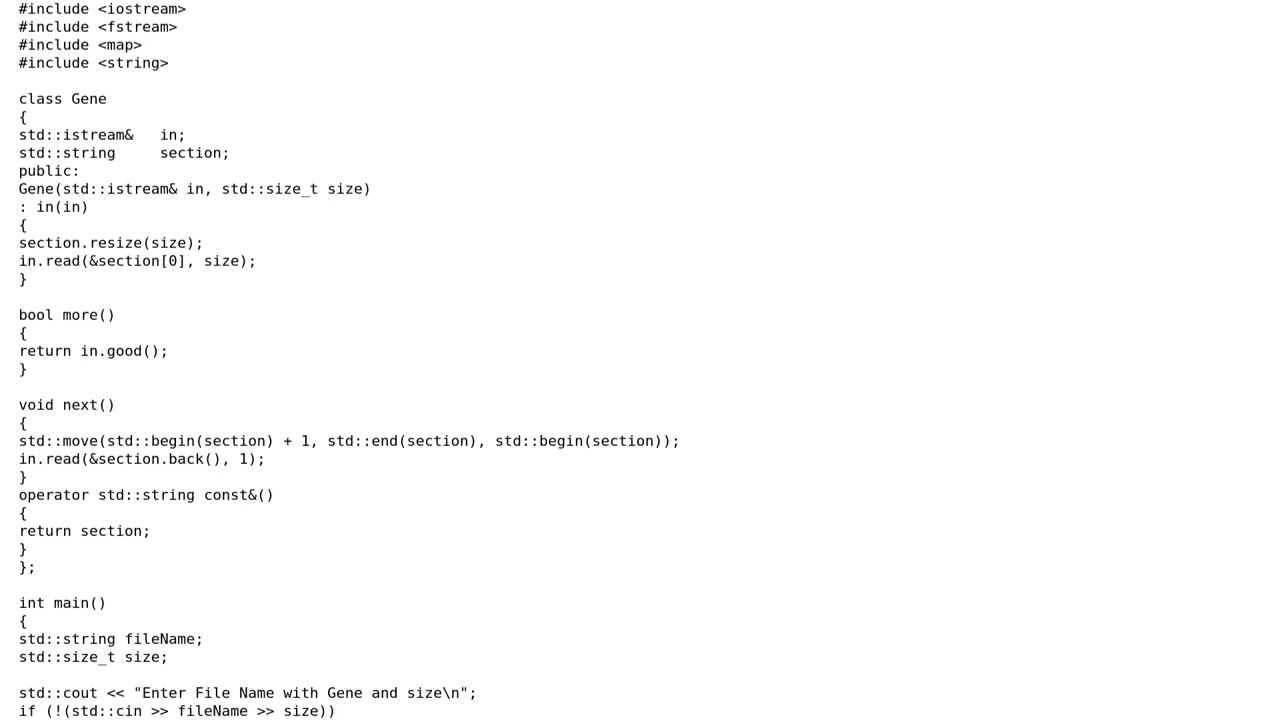 #include <iostream>
#include <fstream>
#include <map>
#include <string>

class Gene
{
std::istream&   in;
std::string     section;
public:
Gene(std::istream& in, std::size_t size)
: in(in)
{
section.resize(size);
in.read(&section[0], size);
}

bool more()
{
return in.good();
}

void next()
{
std::move(std::begin(section) + 1, std::end(section), std::begin(section));
in.read(&section.back(), 1);
}
operator std::string const&()
{
return section;
}
};

int main()
{
std::string fileName;
std::size_t size;

std::cout << "Enter File Name with Gene and size\n";
if (!(std::cin >> fileName >> size))